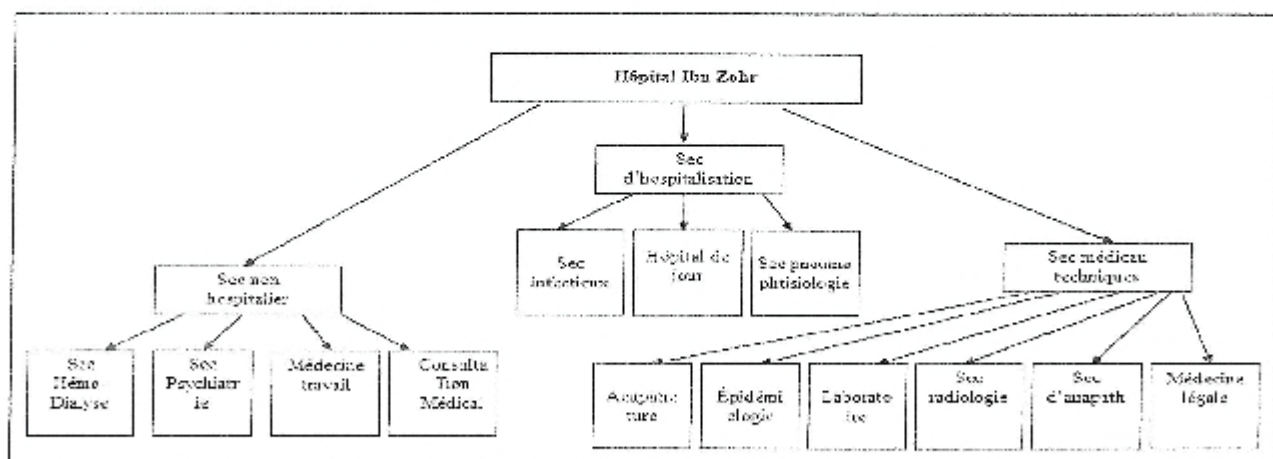 Hôpital Ibn Zohr
Sec
d'hospitalisation
Sec
infectieux
Hôpital de
jour
Sec pneumo
phtisiologie
Sec médicau
techniques
Sec non
hospitalier
Sec
Hémo
Dialyse
Sec
Psychiatr
ie
Médecine
travail
Consulta
Tion
Médical
ture
Épidémi
ologie
Laborato
ire
Sec
radiologie
Sec
d'anapath
Médecine
légale